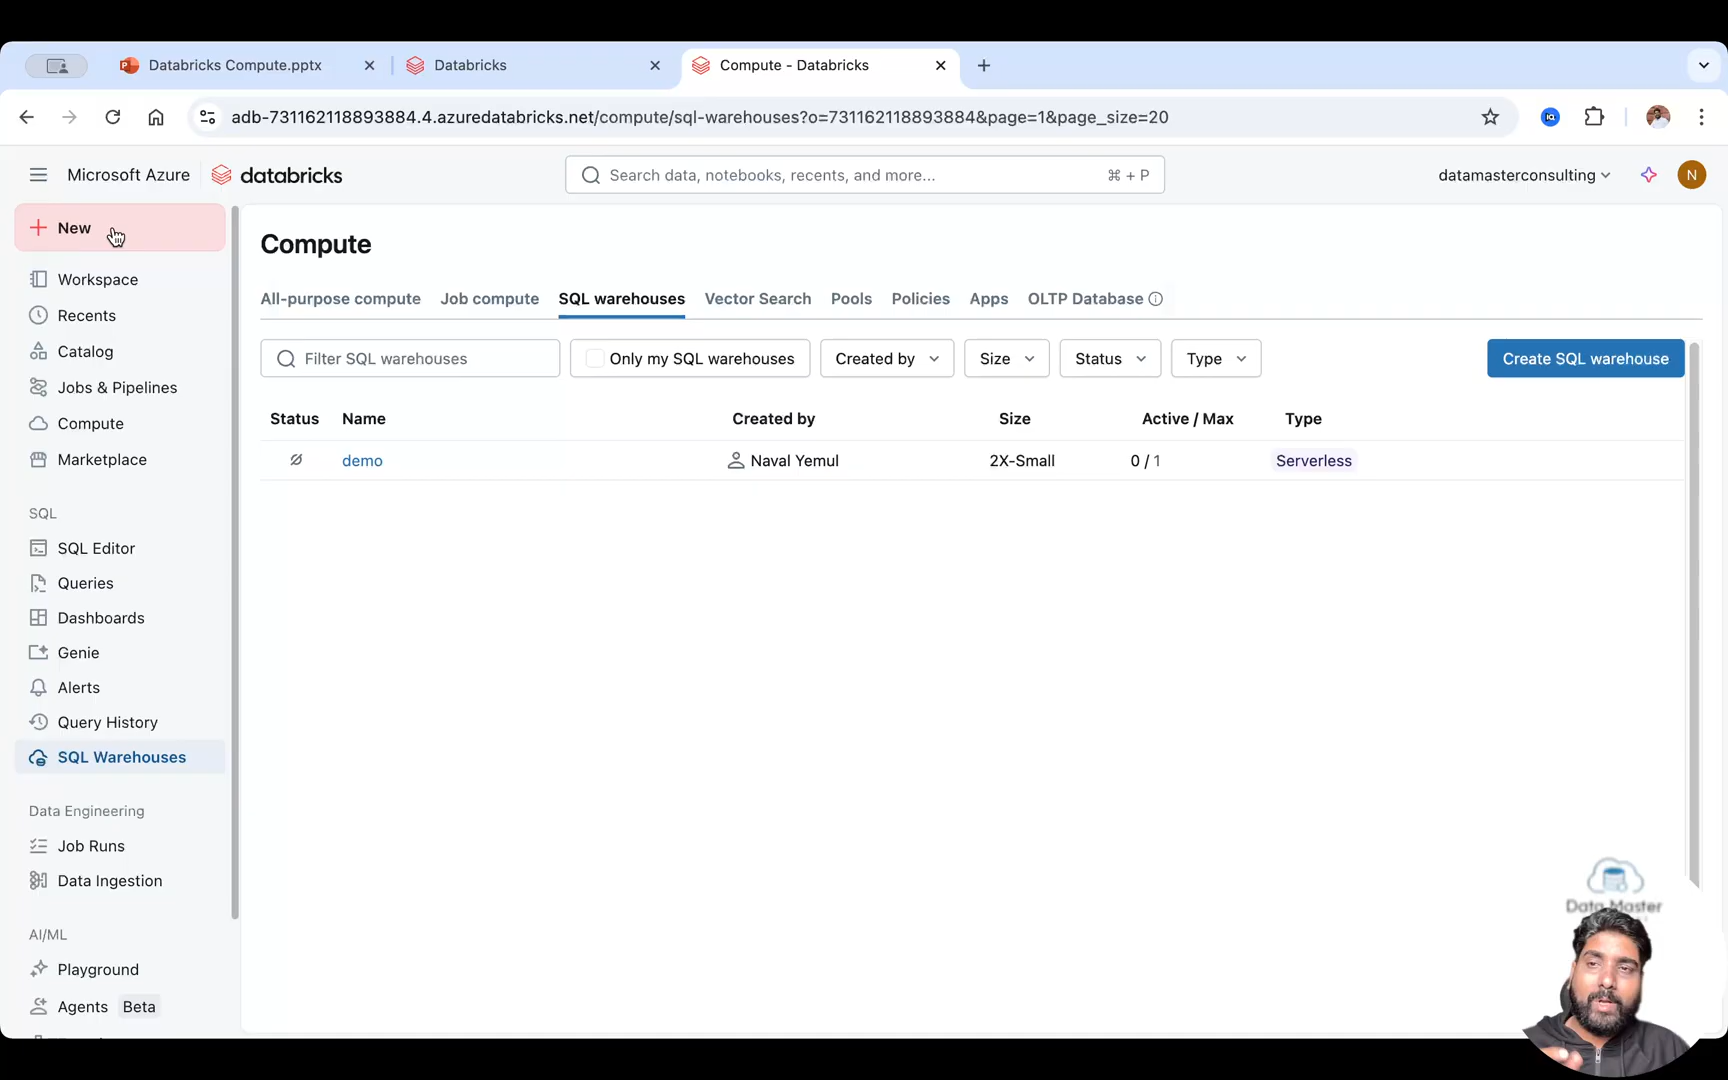 Databricks Compute.pptx
Databricks
Compute - Databricks
adb-731162118893884.4.azuredatabricks.net/compute/sql-warehouses?o=731162118893884&page=1&page_size=20
Microsoft Azure
databricks
Search data, notebooks, recents, and more...
⌘ + P
datamasterconsulting
N
New
Workspace
Recents
Catalog
Jobs & Pipelines
Compute
Marketplace
SQL
SQL Editor
Queries
Dashboards
Genie
Alerts
Query History
SQL Warehouses
Data Engineering
Job Runs
Data Ingestion
AI/ML
Playground
Agents Beta
Compute
All-purpose compute Job compute SQL warehouses Vector Search Pools Policies Apps OLTP Database
Filter SQL warehouses Only my SQL warehouses Created by Size Status Type Create SQL warehouse
Status Name Created by Size Active / Max Type
demo Naval Yemul 2X-Small 0 / 1 Serverless
Data Master